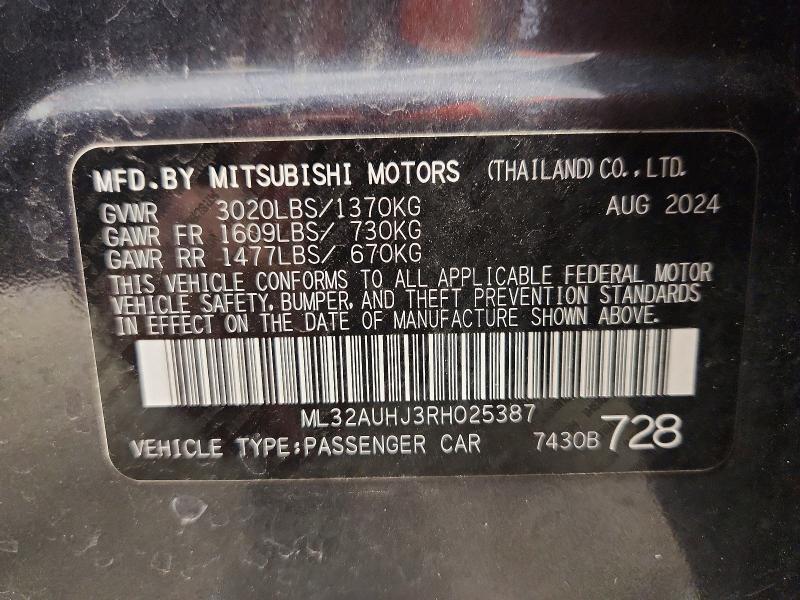 MFD.BY MITSUBISHI MOTORS (THAILAND) CO.,LTD.
GVWR 3020LBS/1370KG AUG 2024
GAWR FR 1609LBS/ 730KG
GAWR RR 1477LBS/ 670KG
THIS VEHICLE CONFORMS TO ALL APPLICABLE FEDERAL MOTOR
VEHICLE SAFETY, BUMPER, AND THEFT PREVENTION STANDARDS
IN EFFECT ON THE DATE OF MANUFACTURE SHOWN ABOVE.
ML32AUHJ3RH025387
VEHICLE TYPE:PASSENGER CAR 7430B 728